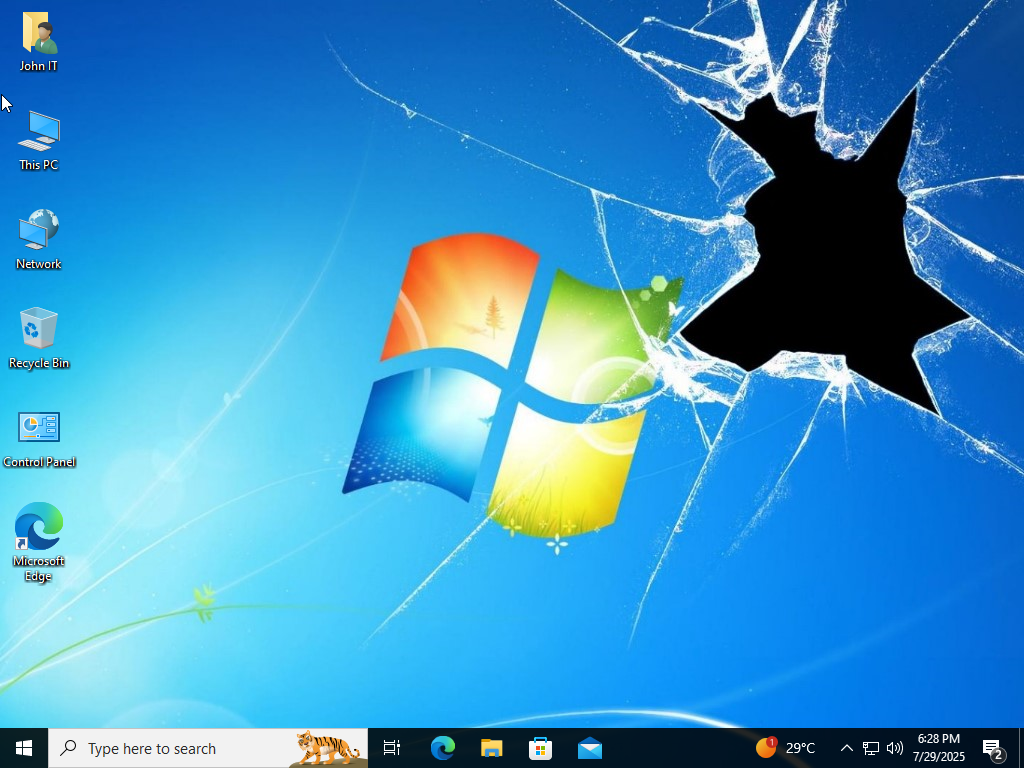 John IT
This PC
Network
Recycle Bin
Control Panel
Microsoft
Edge
Type here to search
1
29°C
6:28 PM
7/29/2025
2